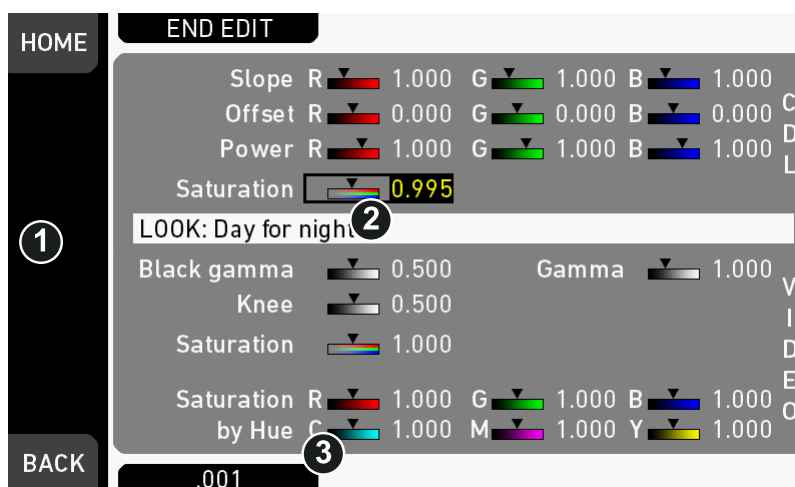 HOME
END EDIT
Slope R 1.000 G 1.000 B 1.000
Offset R 0.000 G 0.000 B 0.000
Power R 1.000 G 1.000 B 1.000
CDL
Saturation 0.995
2
LOOK: Day for night
1
Black gamma 0.500 Gamma 1.000
Knee 0.500
Saturation 1.000
VIDEO
Saturation R 1.000 G 1.000 B 1.000
by Hue C 1.000 M 1.000 Y 1.000
3
BACK
.001